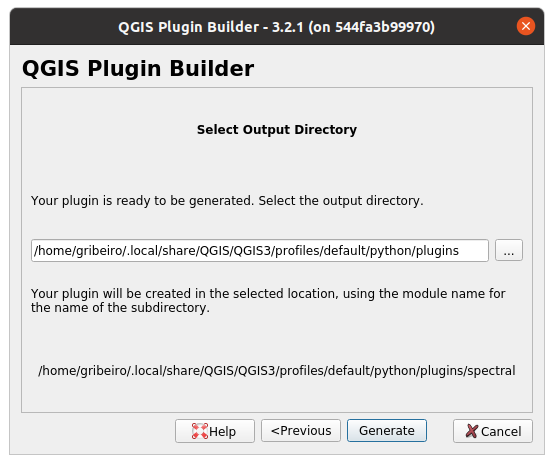 QGIS Plugin Builder - 3.2.1 (on 544fa3b99970)
QGIS Plugin Builder
Select Output Directory
Your plugin is ready to be generated. Select the output directory.
/home/gribeiro/.local/share/QGIS/QGIS3/profiles/default/python/plugins
...
Your plugin will be created in the selected location, using the module name for
the name of the subdirectory.
/home/gribeiro/.local/share/QGIS/QGIS3/profiles/default/python/plugins/spectral
Help <Previous Generate Cancel